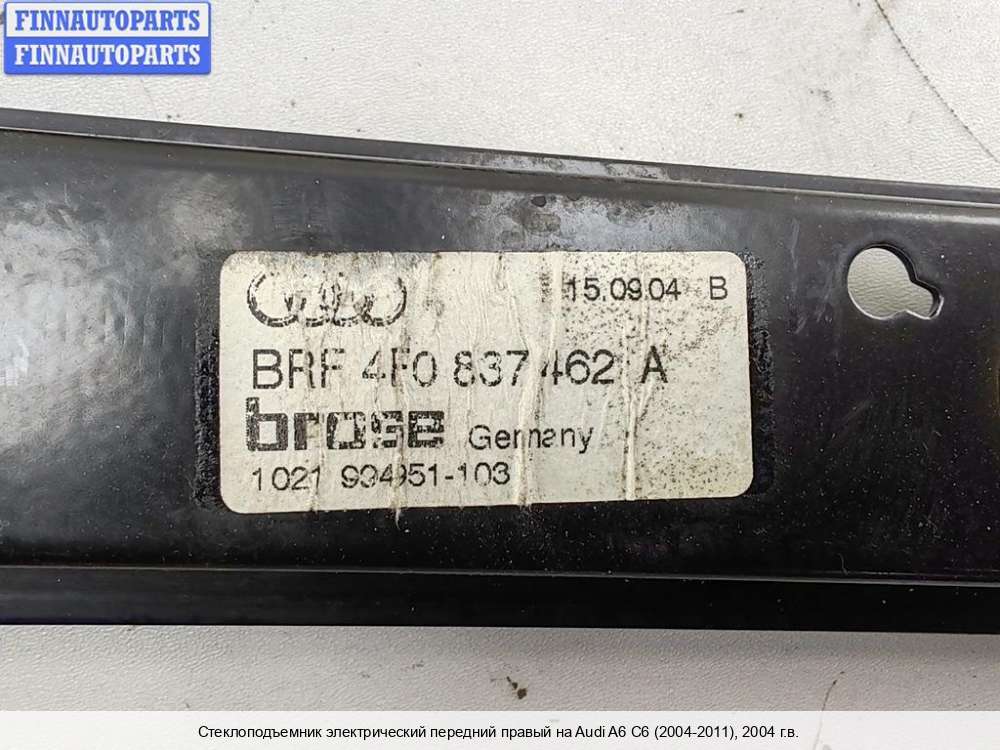 FINNAUTOPARTS
FINNAUTOPARTS
15.09.04 B
BRF 4F0 837 462 A
brose Germany
1021 994951-103
Стеклоподъемник электрический передний правый на Audi A6 C6 (2004-2011), 2004 г.в.